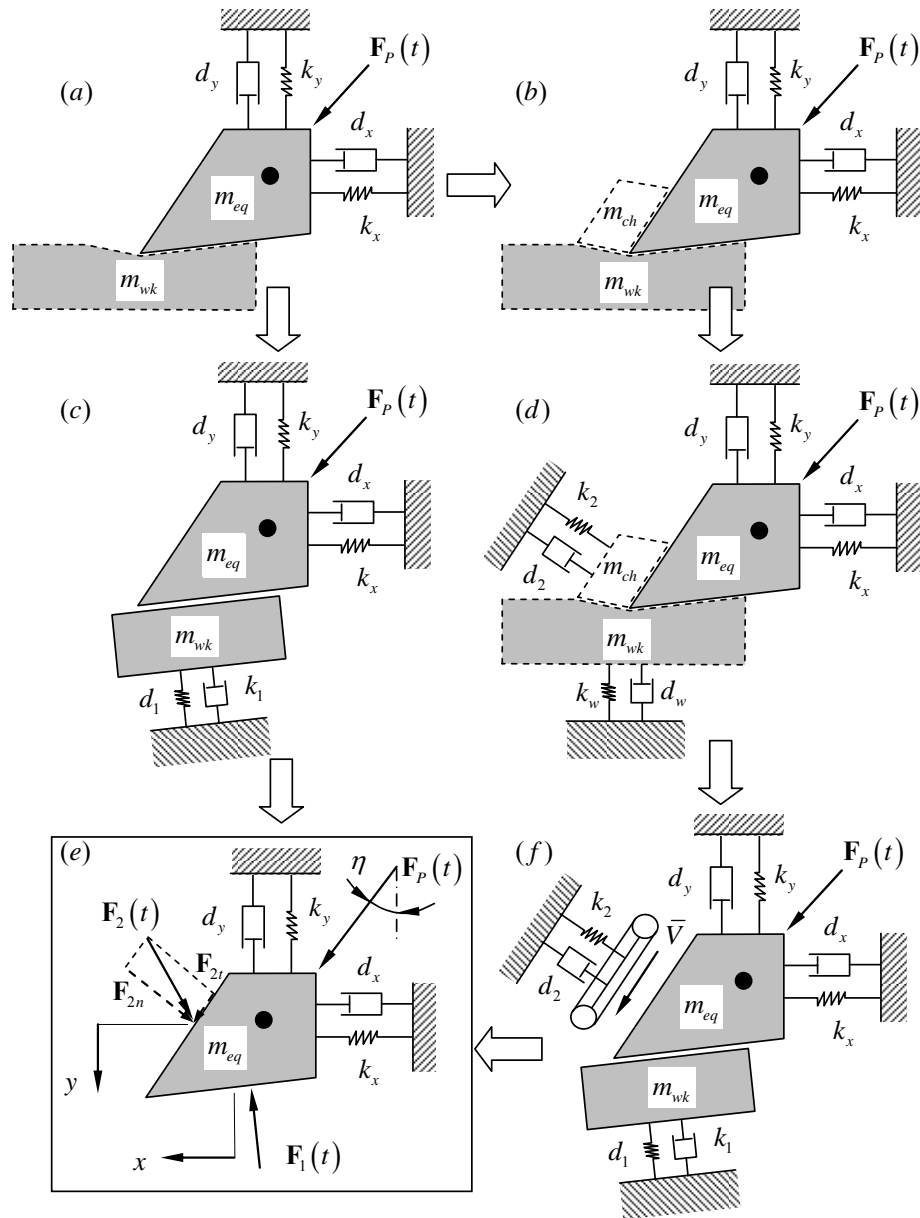 (a)
d_y
k_y
F_P(t)
d_x
m_eq
k_x
m_wk
(b)
d_y
k_y
F_P(t)
d_x
m_ch
m_eq
k_x
m_wk
(c)
d_y
k_y
F_P(t)
d_x
m_eq
k_x
m_wk
d_1
k_1
(d)
d_y
k_y
F_P(t)
d_x
k_2
d_2
m_ch
m_eq
k_x
m_wk
k_w
d_w
(e)
η
F_P(t)
d_y
k_y
F_2(t)
F_2t
F_2n
d_x
m_eq
k_x
y
x
F_1(t)
(f)
d_y
k_y
F_P(t)
k_2
d_2
V̄
d_x
m_eq
k_x
m_wk
d_1
k_1